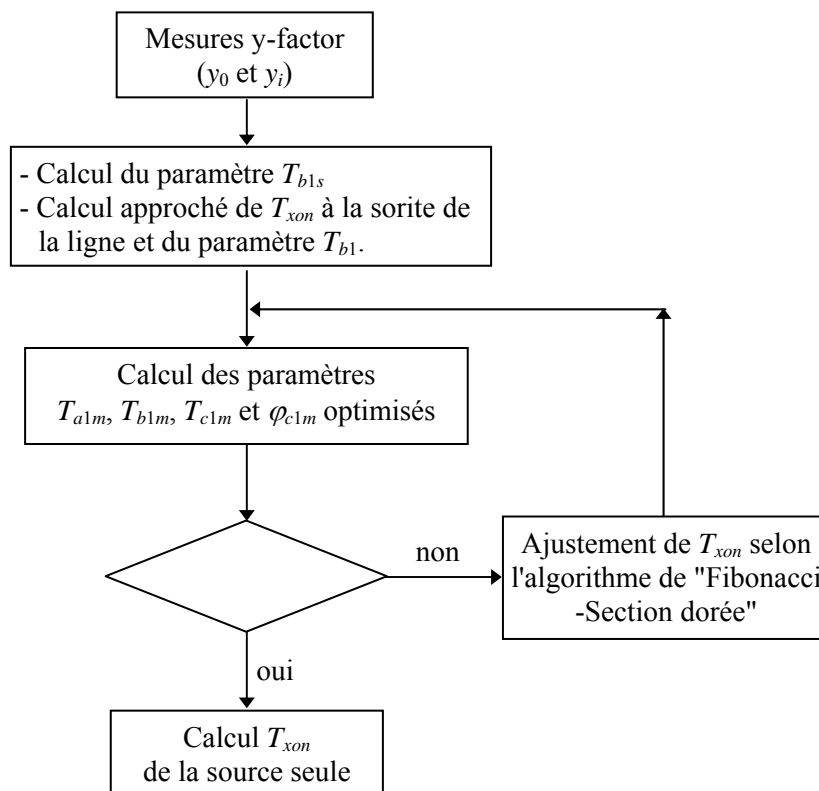 Mesures y-factor
(y0 et yi)
- Calcul du paramètre Tb1s
- Calcul approché de Txon à la sorite de
la ligne et du paramètre Tb1.
Calcul des paramètres
Ta1m, Tb1m, Tc1m et φc1m optimisés
non
Ajustement de Txon selon
l'algorithme de "Fibonacci
-Section dorée"
oui
Calcul Txon
de la source seule